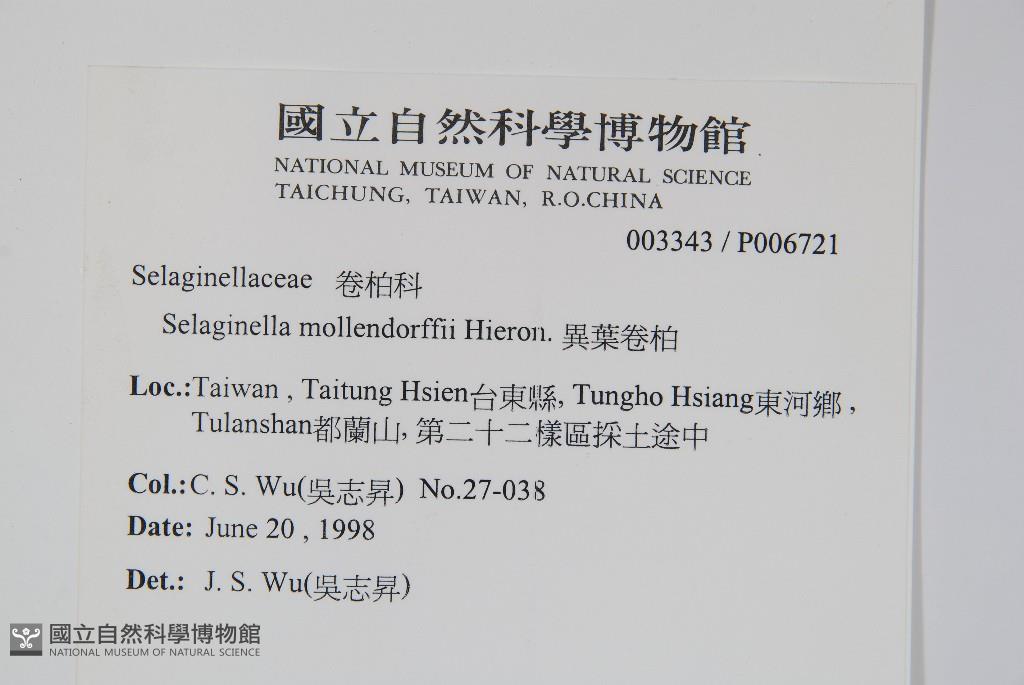 國立自然科學博物館
NATIONAL MUSEUM OF NATURAL SCIENCE
TAICHUNG, TAIWAN, R.O.CHINA
003343 / P006721
Selaginellaceae 卷柏科
Selaginella mollendorffii Hieron. 異葉卷柏
Loc.:Taiwan , Taitung Hsien台東縣, Tungho Hsiang東河鄉 ,
Tulanshan都蘭山, 第二十二樣區採土途中
Col.:C. S. Wu(吳志昇) No.27-038
Date: June 20 , 1998
Det.: J. S. Wu(吳志昇)
國立自然科學博物館
NATIONAL MUSEUM OF NATURAL SCIENCE